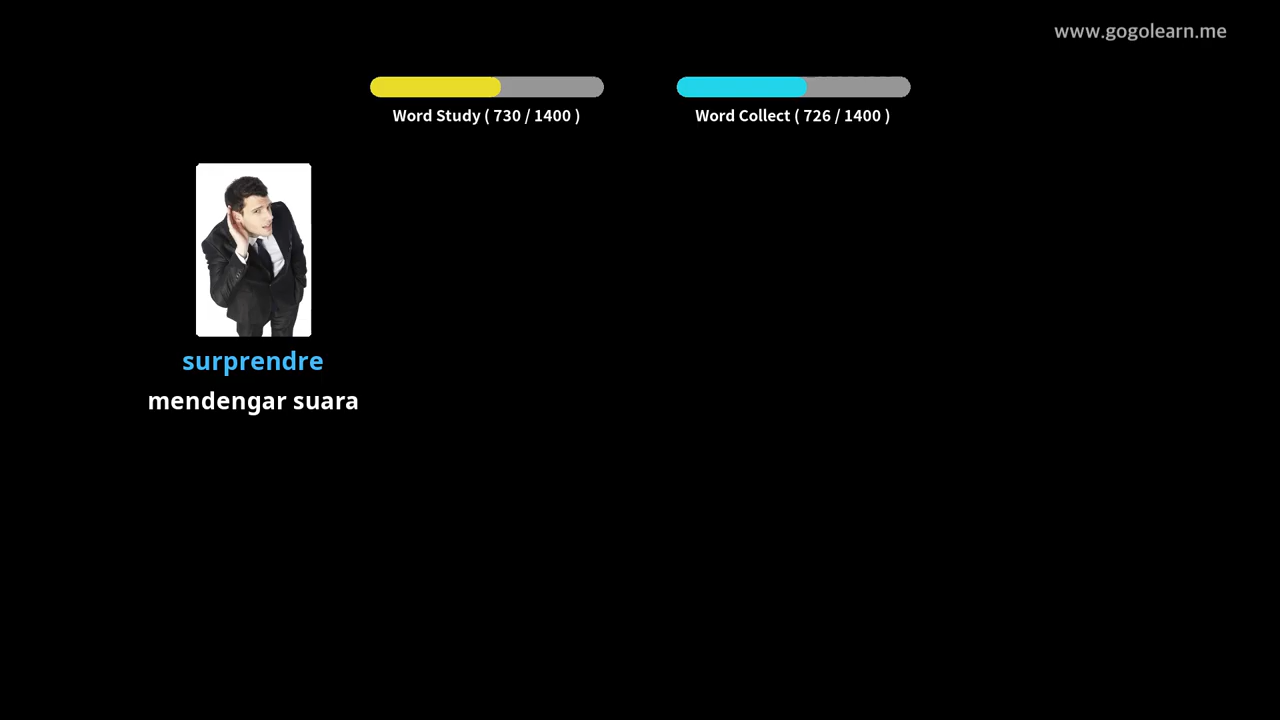 www.gogolearn.me
Word Study ( 730 / 1400 )
Word Collect ( 726 / 1400 )
surprendre
mendengar suara